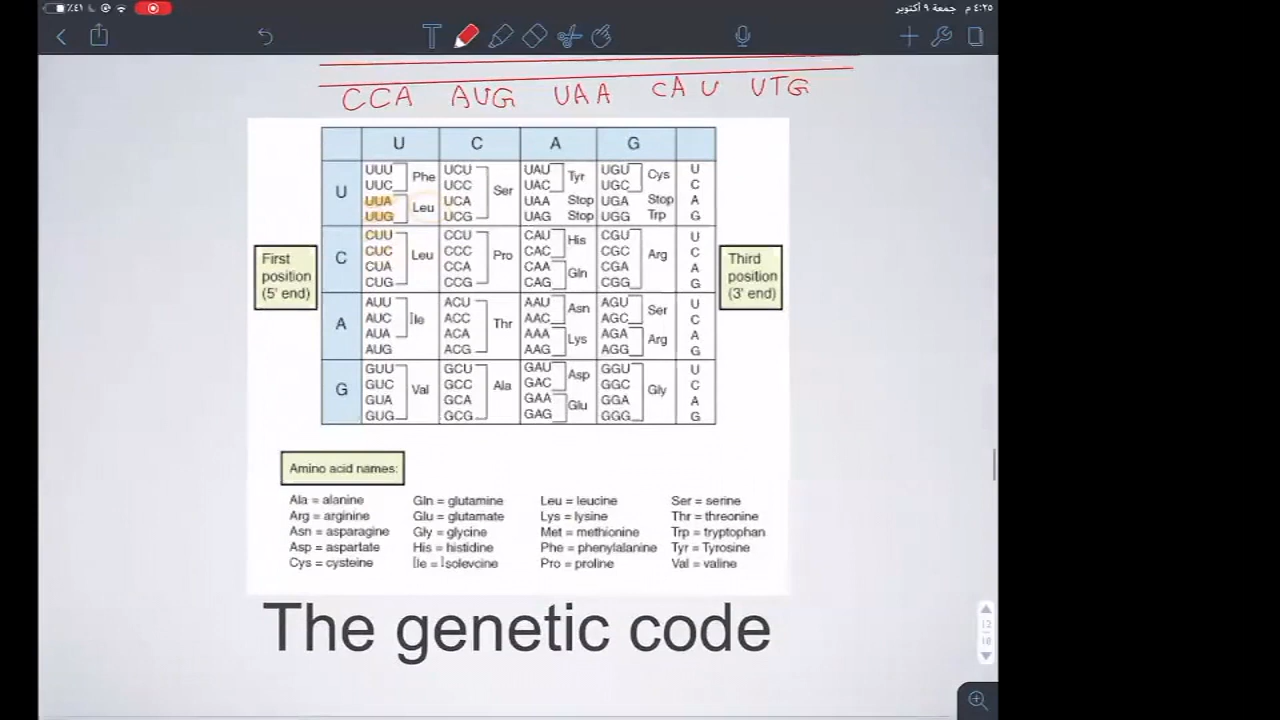 ٤١٪
٤:٢٥ م جمعة ٩ أكتوبر
T
CCA AUG UAA CAU UTG
U C A G
U UUU Phe UCU Ser UAU Tyr UGU Cys U
UUC UCC UAC UGC C
UUA Leu UCA UAA Stop UGA Stop A
UUG UCG UAG Stop UGG Trp G
First position (5' end)
C CUU Leu CCU Pro CAU His CGU Arg U
CUC CCC CAC CGC C
CUA CCA CAA Gln CGA A
CUG CCG CAG CGG G
Third position (3' end)
A AUU Ile ACU Thr AAU Asn AGU Ser U
AUC ACC AAC AGC C
AUA ACA AAA Lys AGA Arg A
AUG ACG AAG AGG G
G GUU Val GCU Ala GAU Asp GGU Gly U
GUC GCC GAC GGC C
GUA GCA GAA Glu GGA A
GUG GCG GAG GGG G
Amino acid names:
Ala = alanine Gln = glutamine Leu = leucine Ser = serine
Arg = arginine Glu = glutamate Lys = lysine Thr = threonine
Asn = asparagine Gly = glycine Met = methionine Trp = tryptophan
Asp = aspartate His = histidine Phe = phenylalanine Tyr = Tyrosine
Cys = cysteine Ile = Isolevcine Pro = proline Val = valine
The genetic code
12
18